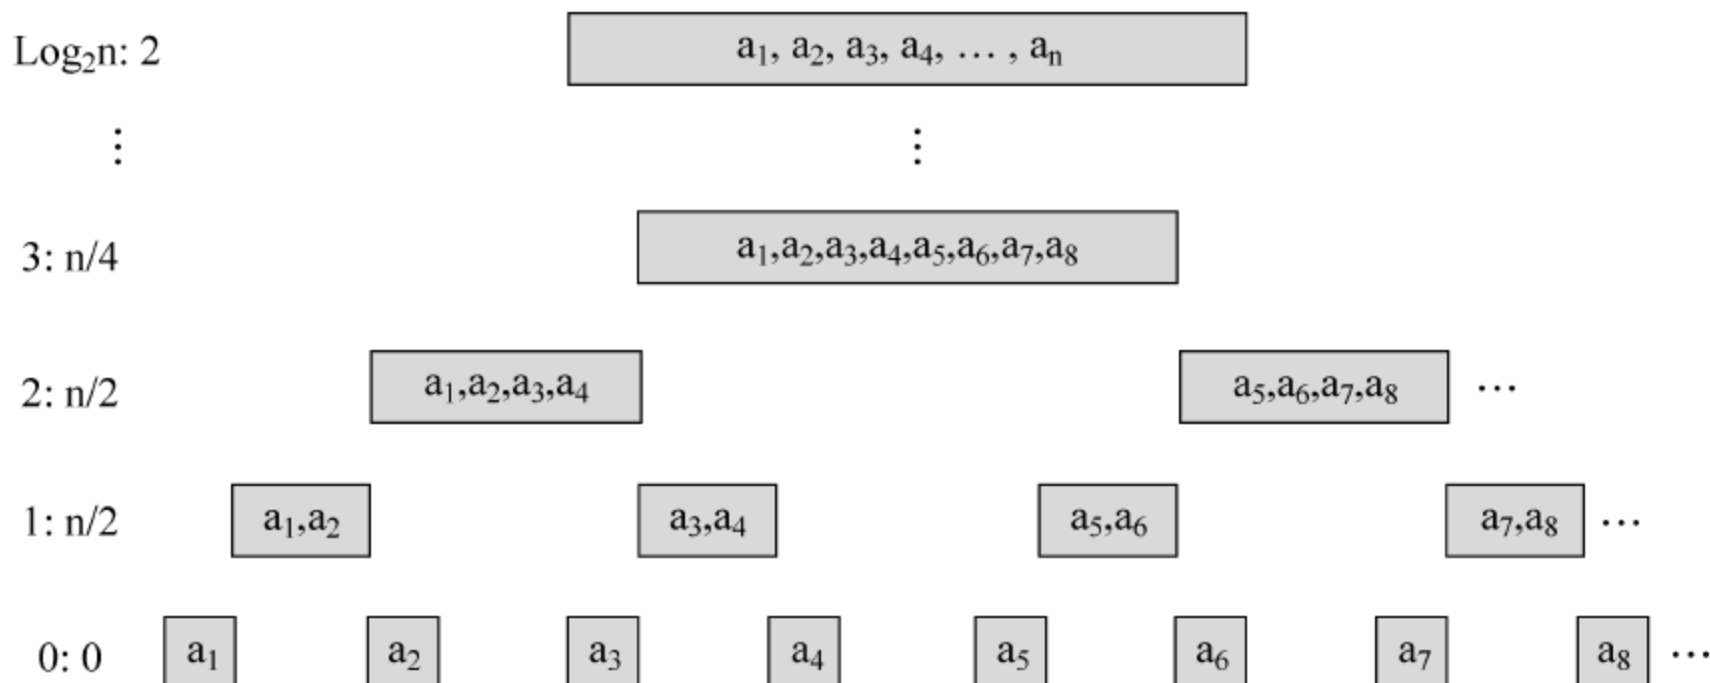 Log₂n: 2 a₁, a₂, a₃, a₄, … , aₙ
⋮ ⋮
3: n/4 a₁,a₂,a₃,a₄,a₅,a₆,a₇,a₈
2: n/2 a₁,a₂,a₃,a₄ a₅,a₆,a₇,a₈ …
1: n/2 a₁,a₂ a₃,a₄ a₅,a₆ a₇,a₈ …
0: 0 a₁ a₂ a₃ a₄ a₅ a₆ a₇ a₈ …